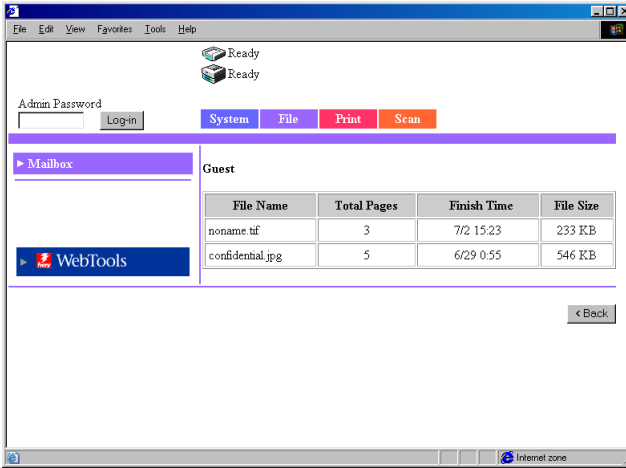 File Edit View Favorites Tools Help
Ready
Ready
Admin Password
Log-in
System File Print Scan
Mailbox
Guest
File Name Total Pages Finish Time File Size
noname.tif 3 7/2 15:23 233 KB
confidential.jpg 5 6/29 0:55 546 KB
fiery WebTools
< Back
Internet zone